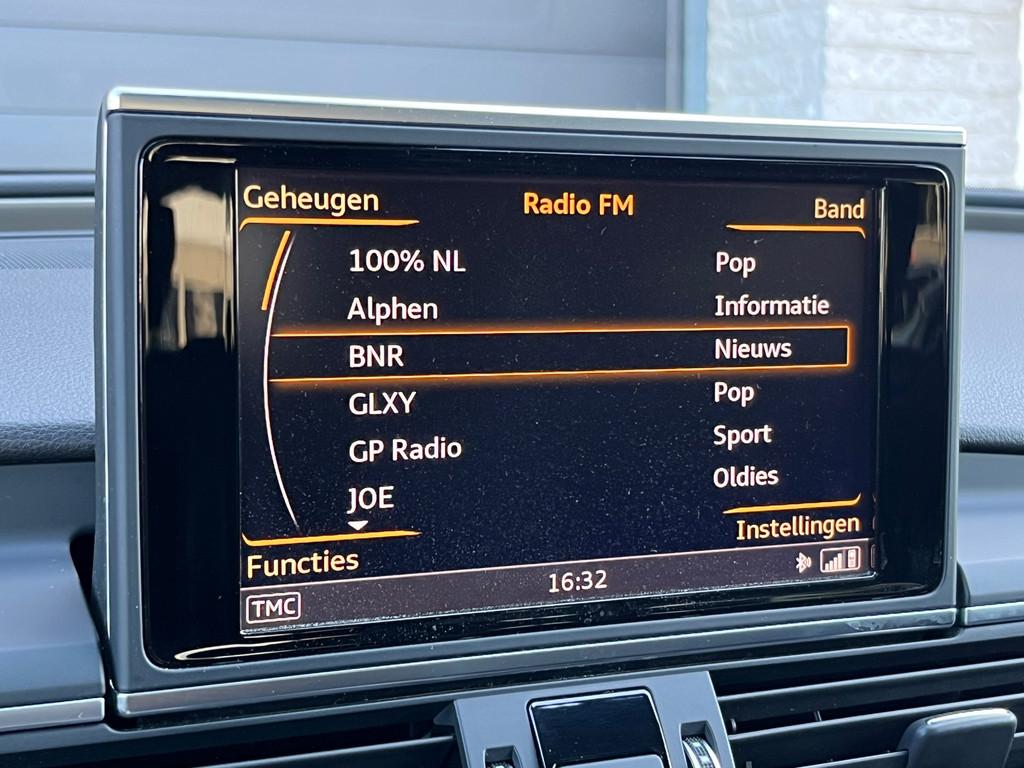 Geheugen Radio FM Band
100% NL Pop
Alphen Informatie
BNR Nieuws
GLXY Pop
GP Radio Sport
JOE Oldies
Functies Instellingen
TMC 16:32